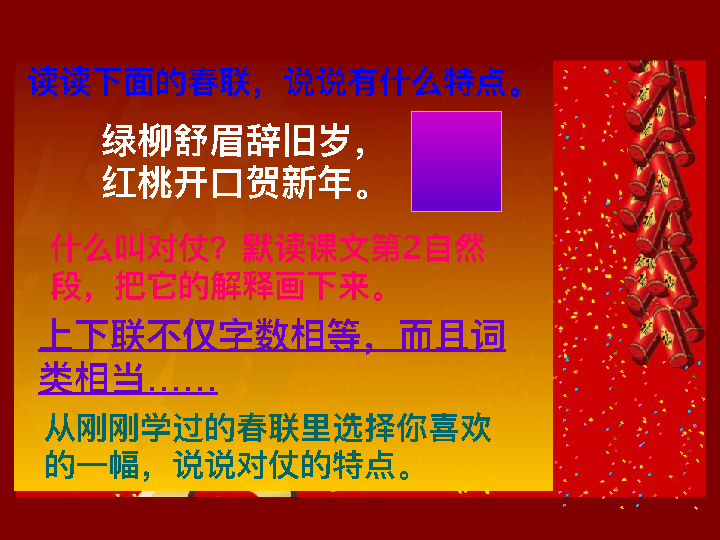 读读下面的春联，说说有什么特点。
绿柳舒眉辞旧岁，
红桃开口贺新年。
什么叫对仗？默读课文第2自然
段，把它的解释画下来。
上下联不仅字数相等，而且词
类相当……
从刚刚学过的春联里选择你喜欢
的一幅，说说对仗的特点。